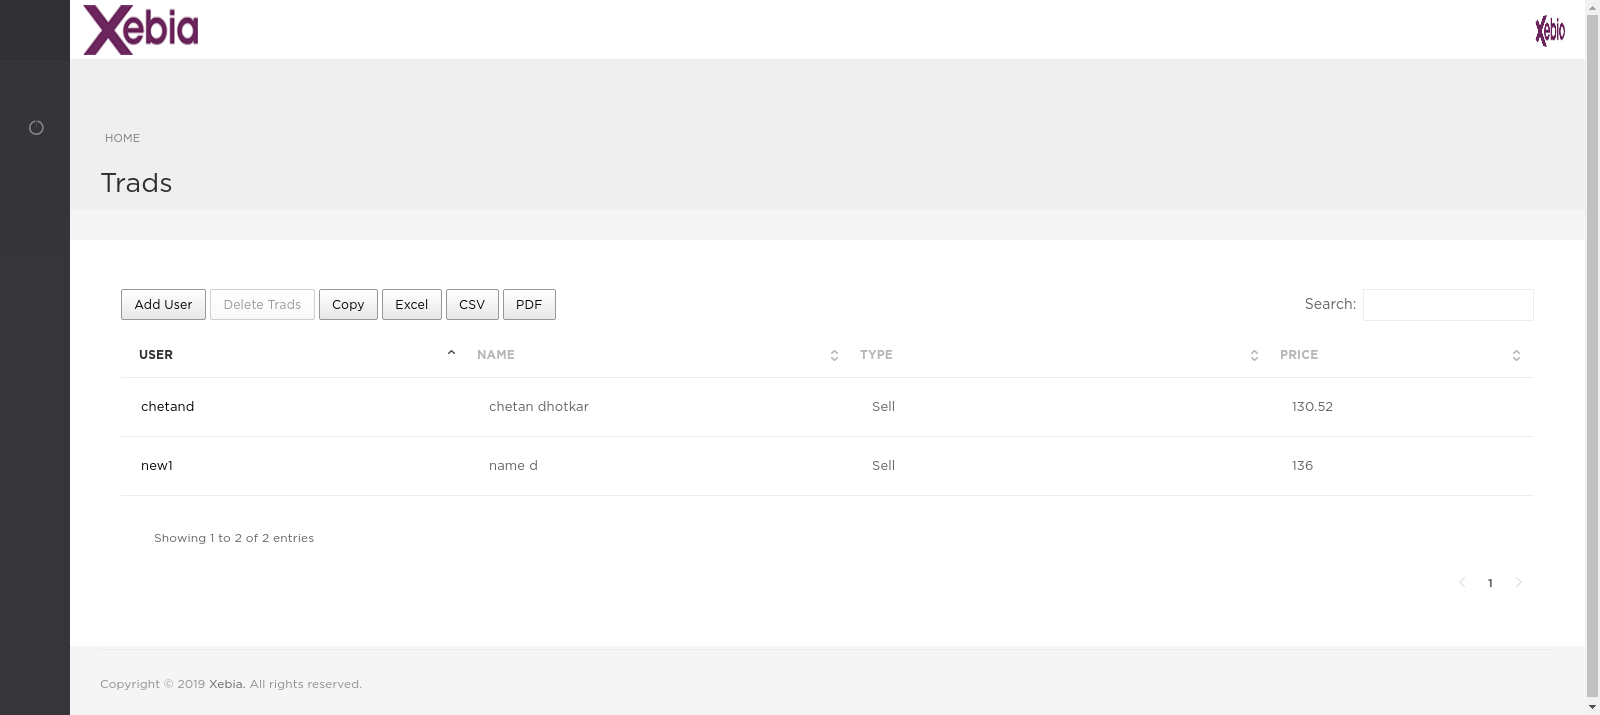 Xebia
Xebia
HOME
Trads
Add User Delete Trads Copy Excel CSV PDF Search:
USER NAME TYPE PRICE
chetand chetan dhotkar Sell 130.52
new1 name d Sell 136
Showing 1 to 2 of 2 entries
1
Copyright © 2019 Xebia. All rights reserved.